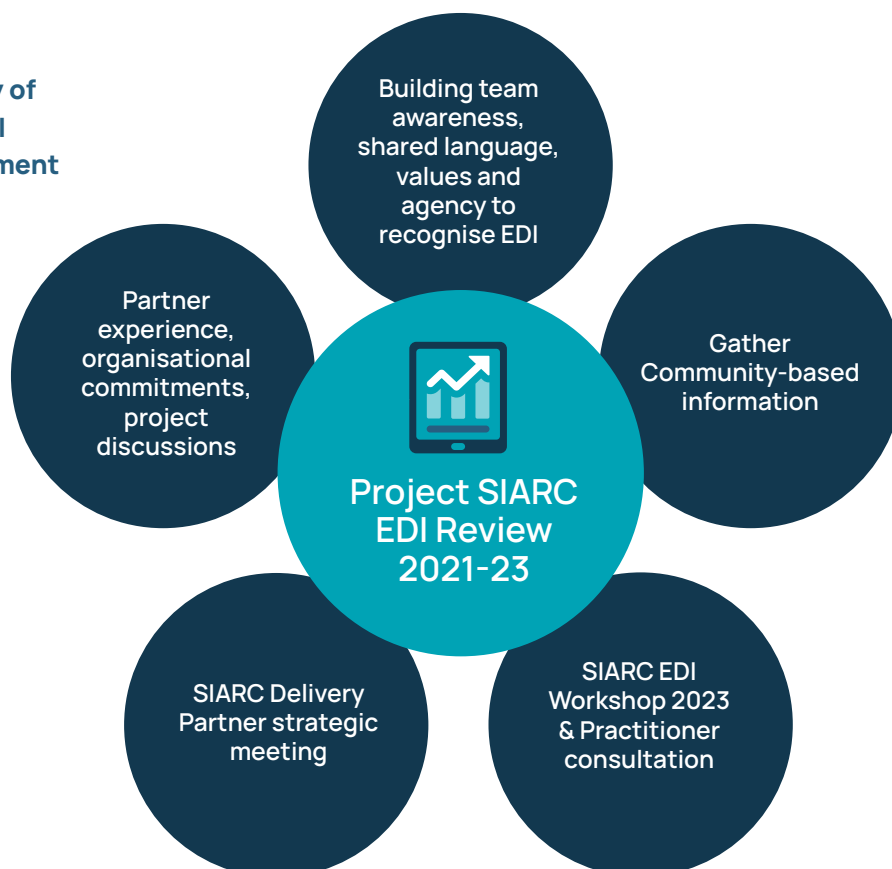 of
ment
Building team
awareness,
shared language,
values and
agency to
recognise EDI
Partner
experience,
organisational
commitments,
project
discussions
Gather
Community-based
information
Project SIARC
EDI Review
2021-23
SIARC Delivery
Partner strategic
meeting
SIARC EDI
Workshop 2023
& Practitioner
consultation